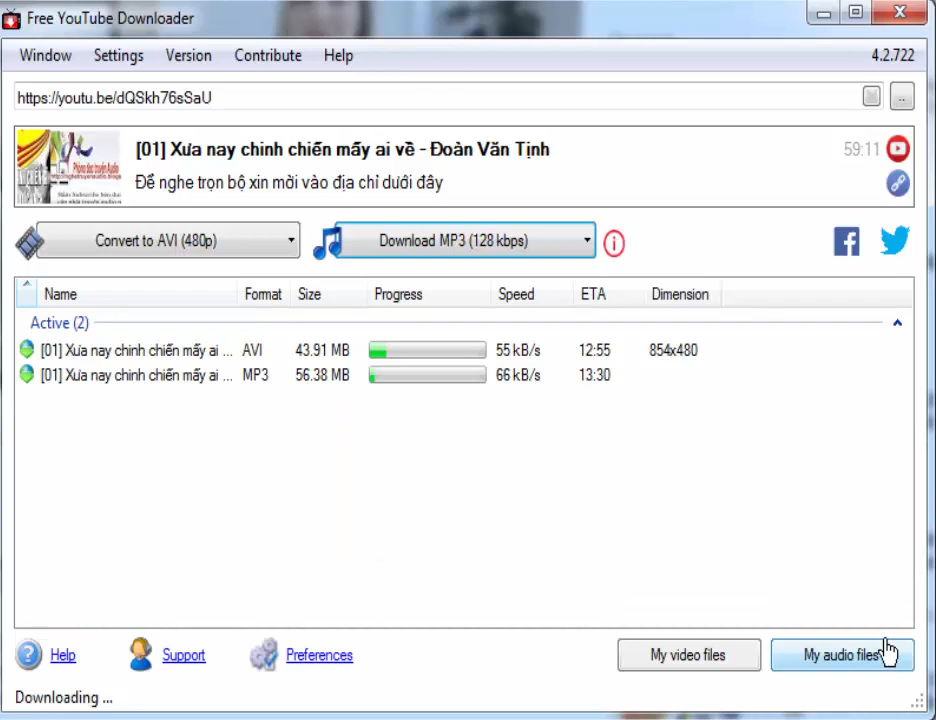 Free YouTube Downloader
Window Settings Version Contribute Help 4.2.722
https://youtu.be/dQSkh76sSaU ..
[01] Xưa nay chinh chiến mấy ai về - Đoàn Văn Tịnh 59:11
Để nghe trọn bộ xin mời vào địa chỉ dưới đây
Convert to AVI (480p) Download MP3 (128 kbps)
Name Format Size Progress Speed ETA Dimension
Active (2)
[01] Xưa nay chinh chiến mấy ai ... AVI 43.91 MB 55 kB/s 12:55 854x480
[01] Xưa nay chinh chiến mấy ai ... MP3 56.38 MB 66 kB/s 13:30
Help Support Preferences My video files My audio files
Downloading ...